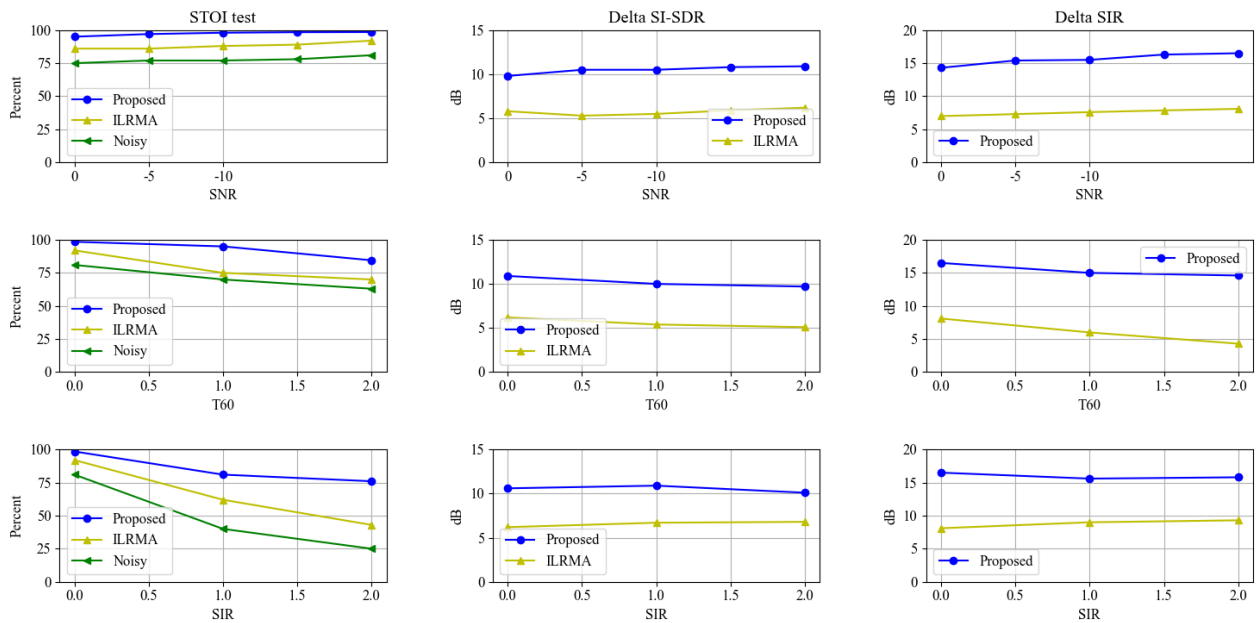 STOI test
100
75
50
25
0
Percent
Proposed
ILRMA
Noisy
0 -5 -10
SNR
Delta SI-SDR
15
10
5
0
dB
Proposed
ILRMA
0 -5 -10
SNR
Delta SIR
20
15
10
5
0
dB
Proposed
0 -5 -10
SNR
100
75
50
25
0
Percent
Proposed
ILRMA
Noisy
0.0 0.5 1.0 1.5 2.0
T60
15
10
5
0
dB
Proposed
ILRMA
0.0 0.5 1.0 1.5 2.0
T60
20
15
10
5
0
dB
Proposed
0.0 0.5 1.0 1.5 2.0
T60
100
75
50
25
0
Percent
Proposed
ILRMA
Noisy
0.0 0.5 1.0 1.5 2.0
SIR
15
10
5
0
dB
Proposed
ILRMA
0.0 0.5 1.0 1.5 2.0
SIR
20
15
10
5
0
dB
Proposed
0.0 0.5 1.0 1.5 2.0
SIR